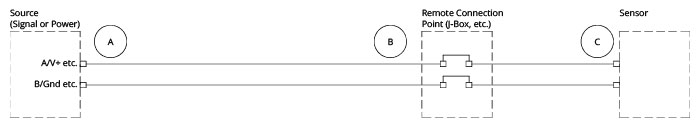 Source
(Signal or Power)
Remote Connection
Point (J-Box, etc.)
Sensor
A
B
C
A/V+ etc.
B/Gnd etc.